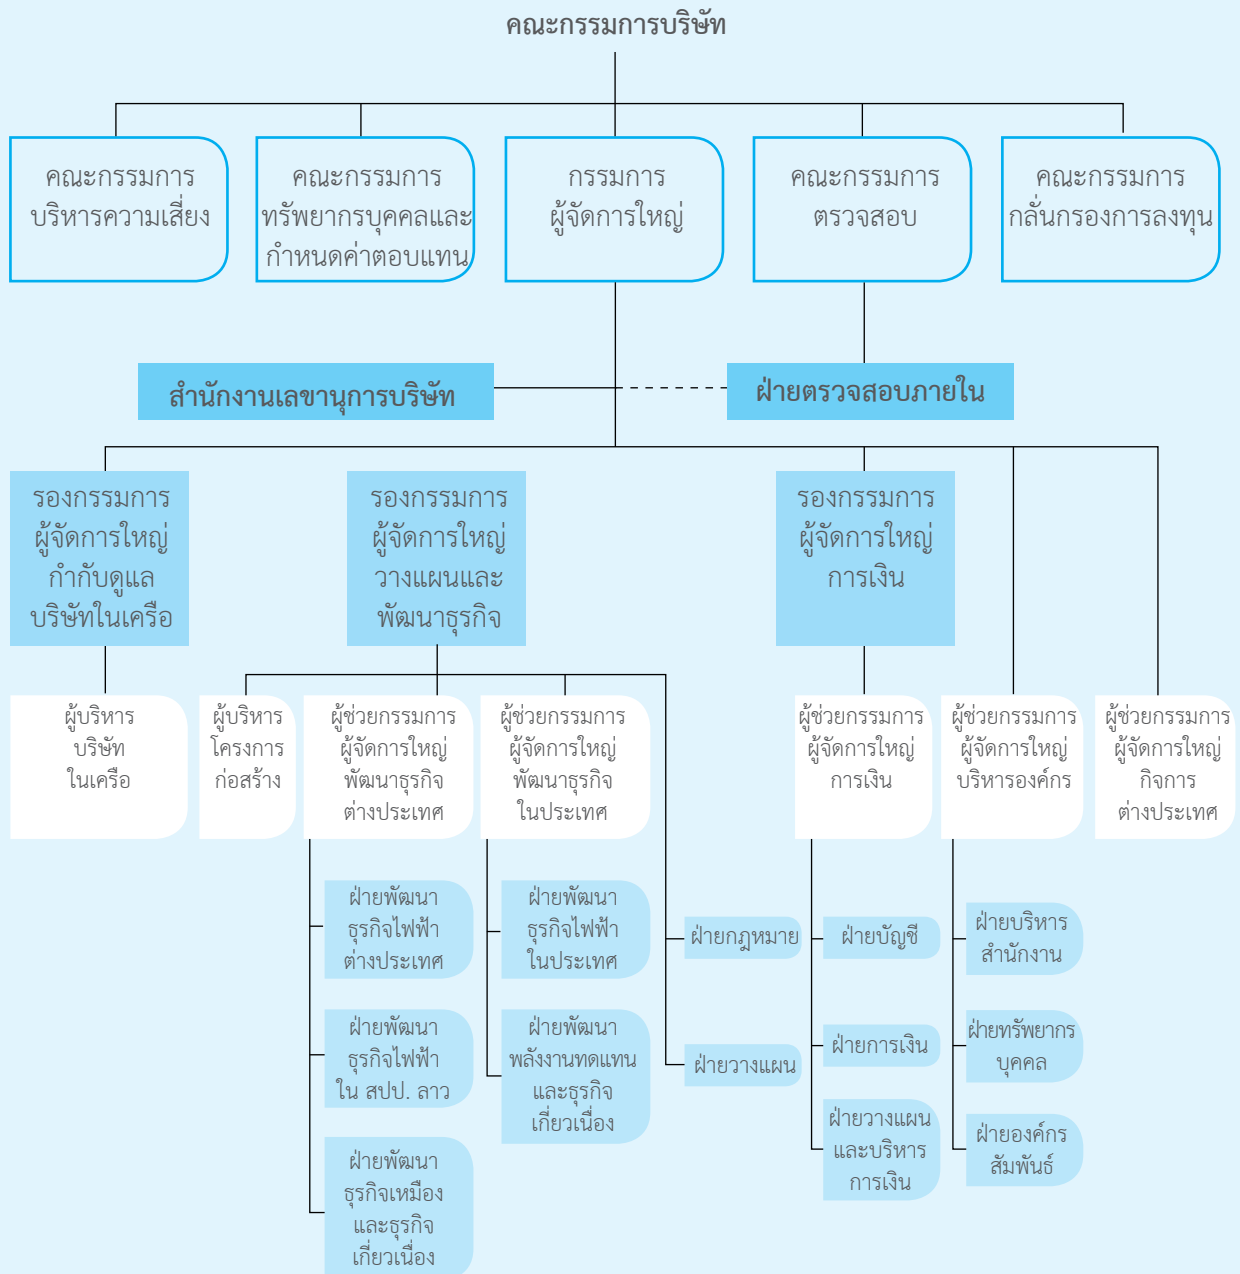 คณะกรรมการบริษัท
คณะกรรมการ
บริหารความเสี่ยง
คณะกรรมการ
ทรัพยากรบุคคลและ
กำหนดค่าตอบแทน
กรรมการ
ผู้จัดการใหญ่
คณะกรรมการ
ตรวจสอบ
คณะกรรมการ
กลั่นกรองการลงทุน
สำนักงานเลขานุการบริษัท
ฝ่ายตรวจสอบภายใน
รองกรรมการ
ผู้จัดการใหญ่
กำกับดูแล
บริษัทในเครือ
รองกรรมการ
ผู้จัดการใหญ่
วางแผนและ
พัฒนาธุรกิจ
รองกรรมการ
ผู้จัดการใหญ่
การเงิน
ผู้บริหาร
บริษัท
ในเครือ
ผู้บริหาร
โครงการ
ก่อสร้าง
ผู้ช่วยกรรมการ
ผู้จัดการใหญ่
พัฒนาธุรกิจ
ต่างประเทศ
ผู้ช่วยกรรมการ
ผู้จัดการใหญ่
พัฒนาธุรกิจ
ในประเทศ
ผู้ช่วยกรรมการ
ผู้จัดการใหญ่
การเงิน
ผู้ช่วยกรรมการ
ผู้จัดการใหญ่
บริหารองค์กร
ผู้ช่วยกรรมการ
ผู้จัดการใหญ่
กิจการ
ต่างประเทศ
ฝ่ายพัฒนา
ธุรกิจไฟฟ้า
ต่างประเทศ
ฝ่ายพัฒนา
ธุรกิจไฟฟ้า
ใน สปป. ลาว
ฝ่ายพัฒนา
ธุรกิจเหมือง
และธุรกิจ
เกี่ยวเนื่อง
ฝ่ายพัฒนา
ธุรกิจไฟฟ้า
ในประเทศ
ฝ่ายพัฒนา
พลังงานทดแทน
และธุรกิจ
เกี่ยวเนื่อง
ฝ่ายกฎหมาย
ฝ่ายวางแผน
ฝ่ายบัญชี
ฝ่ายการเงิน
ฝ่ายวางแผน
และบริหาร
การเงิน
ฝ่ายบริหาร
สำนักงาน
ฝ่ายทรัพยากร
บุคคล
ฝ่ายองค์กร
สัมพันธ์